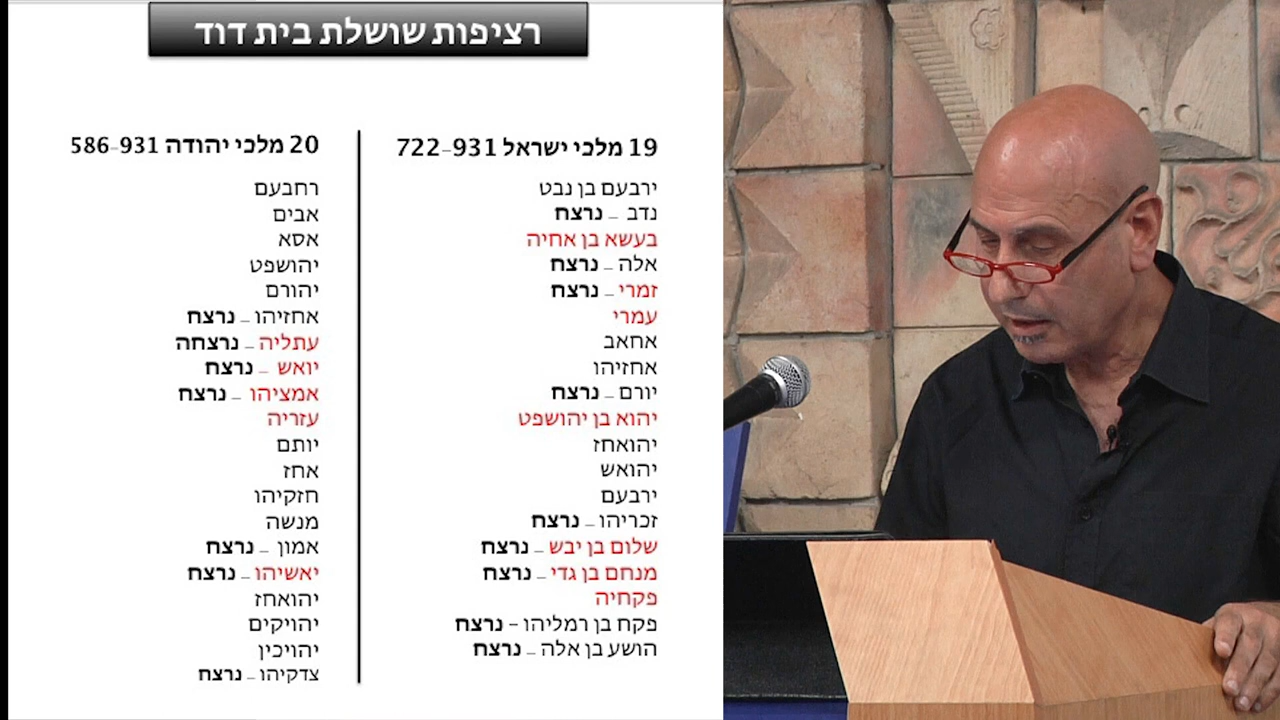 רציפות שושלת בית דוד
19 מלכי ישראל 722-931
ירבעם בן נבט
נדב – נרצח
בעשא בן אחיה
אלה – נרצח
זמרי – נרצח
עמרי
אחאב
אחזיהו
יורם – נרצח
יהוא בן יהושפט
יהואחז
יהואש
ירבעם
זכריהו – נרצח
שלום בן יבש – נרצח
מנחם בן גדי – נרצח
פקחיה
פקח בן רמליהו – נרצח
הושע בן אלה – נרצח
20 מלכי יהודה 586-931
רחבעם
אבים
אסא
יהושפט
יהורם
אחזיהו – נרצח
עתליה – נרצחה
יואש – נרצח
אמציהו – נרצח
עזריה
יותם
אחז
חזקיהו
מנשה
אמון – נרצח
יאשיהו – נרצח
יהואחז
יהויקים
יהויכין
צדקיהו – נרצח